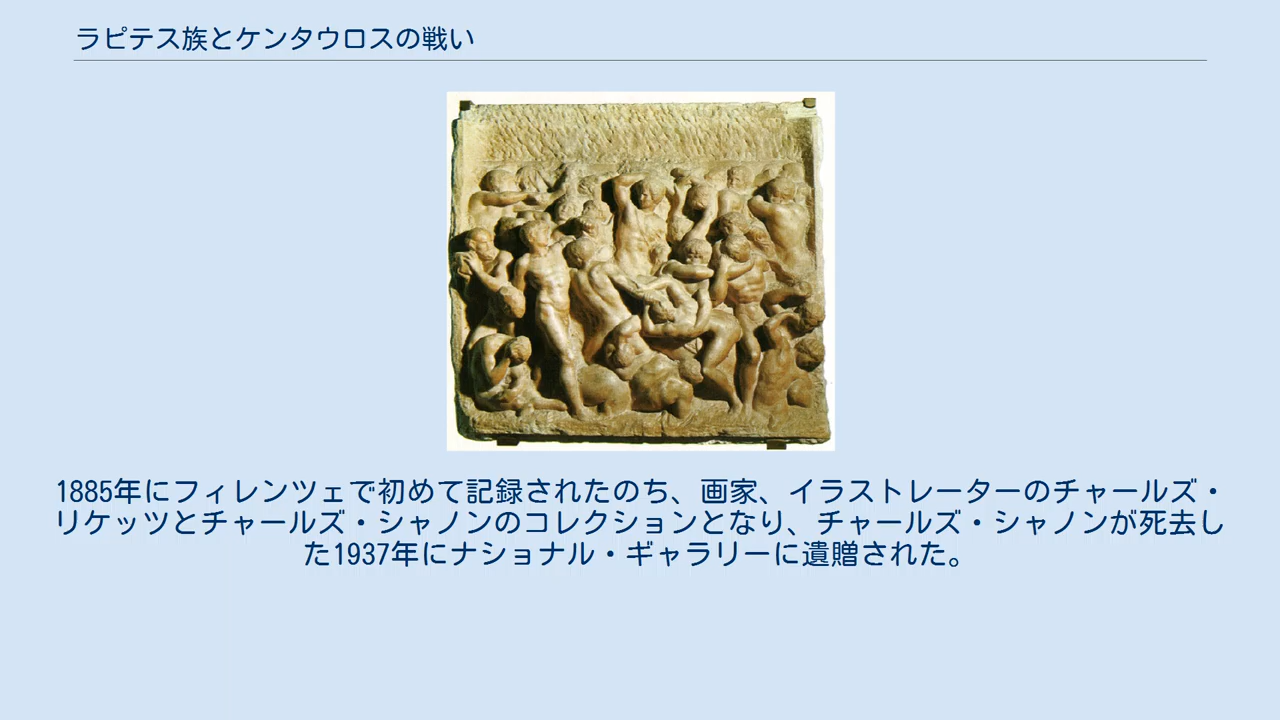 ラピテス族とケンタウロスの戦い
1885年にフィレンツェで初めて記録されたのち、画家、イラストレーターのチャールズ・
リケッツとチャールズ・シャノンのコレクションとなり、チャールズ・シャノンが死去し
た1937年にナショナル・ギャラリーに遺贈された。